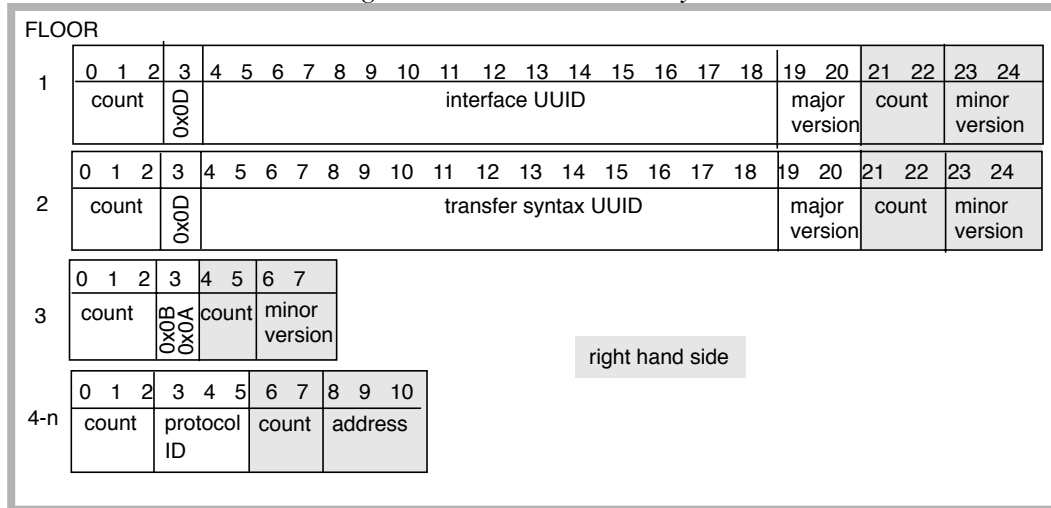 FLOOR
1
0 1 2 3 4 5 6 7 8 9 10 11 12 13 14 15 16 17 18 19 20 21 22 23 24
count 0x0D interface UUID major version count minor version
2
0 1 2 3 4 5 6 7 8 9 10 11 12 13 14 15 16 17 18 19 20 21 22 23 24
count 0x0D transfer syntax UUID major version count minor version
3
0 1 2 3 4 5 6 7
count 0x0B 0x0A count minor version
right hand side
4-n
0 1 2 3 4 5 6 7 8 9 10
count protocol ID count address